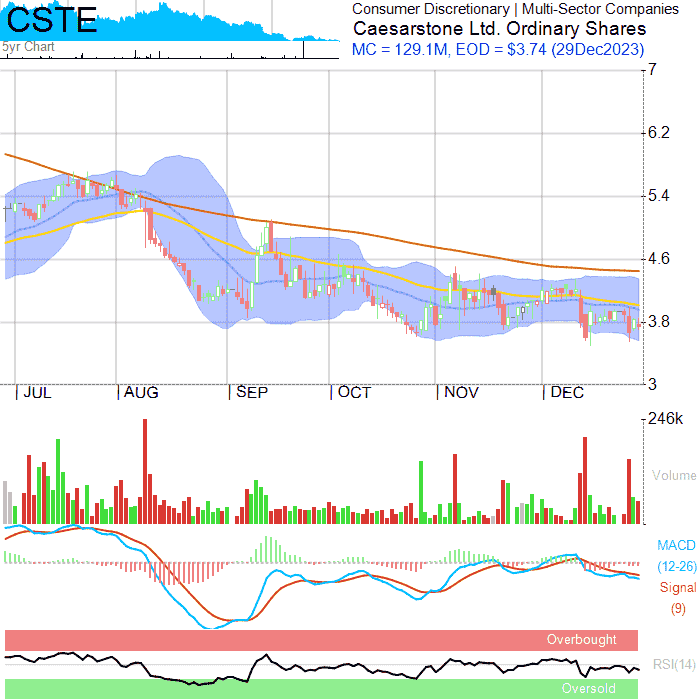 CSTE
5yr Chart
Consumer Discretionary | Multi-Sector Companies
Caesarstone Ltd. Ordinary Shares
MC = 129.1M, EOD = $3.74 (29Dec2023)
7
6.2
5.4
4.6
3.8
3
JUL AUG SEP OCT NOV DEC
246k
Volume
MACD
(12-26)
Signal
(9)
Overbought
RSI(14)
Oversold